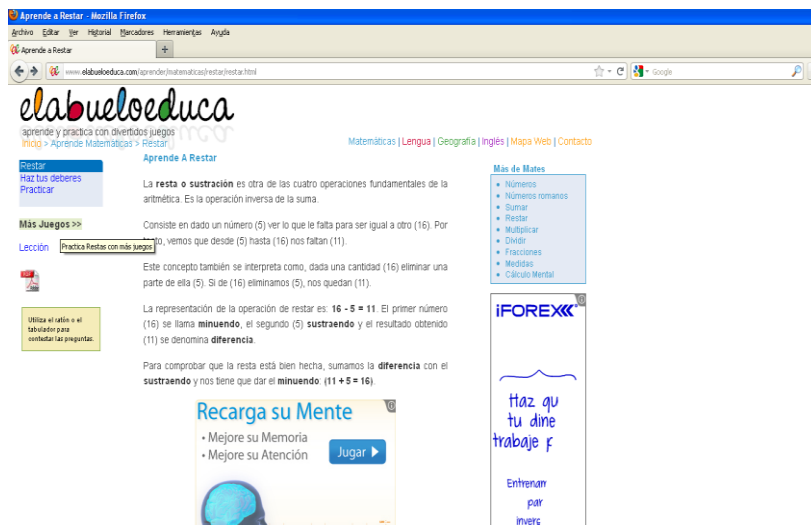 Aprende a Restar - Mozilla Firefox
Archivo Editar Ver Historial Marcadores Herramientas Ayuda
Aprende a Restar
+
www.elabueloeduca.com/aprender/matematicas/restar/restar.html
Google
elabueloeduca
aprende y practica con divertidos juegos
Inicio > Aprende Matemáticas > Restar
Matemáticas | Lengua | Geografía | Inglés | Mapa Web | Contacto
Restar
Haz tus deberes
Practicar
Más Juegos >>
Lección
Practica Restas con más juegos
Utiliza el ratón o el
tabulador para
contestar las preguntas.
Aprende A Restar
La resta o sustración es otra de las cuatro operaciones fundamentales de la
aritmética. Es la operación inversa de la suma.
Consiste en dado un número (5) ver lo que le falta para ser igual a otro (16). Por
to, vemos que desde (5) hasta (16) nos faltan (11).
Este concepto también se interpreta como, dada una cantidad (16) eliminar una
parte de ella (5). Si de (16) eliminamos (5), nos quedan (11).
La representación de la operación de restar es: 16 - 5 = 11. El primer número
(16) se llama minuendo, el segundo (5) sustraendo y el resultado obtenido
(11) se denomina diferencia.
Para comprobar que la resta está bien hecha, sumamos la diferencia con el
sustraendo y nos tiene que dar el minuendo: (11 + 5 = 16).
Recarga su Mente
• Mejore su Memoria
• Mejore su Atención
Jugar
Más de Mates
• Números
• Números romanos
• Sumar
• Restar
• Multiplicar
• Dividir
• Fracciones
• Medidas
• Cálculo Mental
iFOREX
Haz qu
tu dine
trabaje p
Entrenam
par
invers